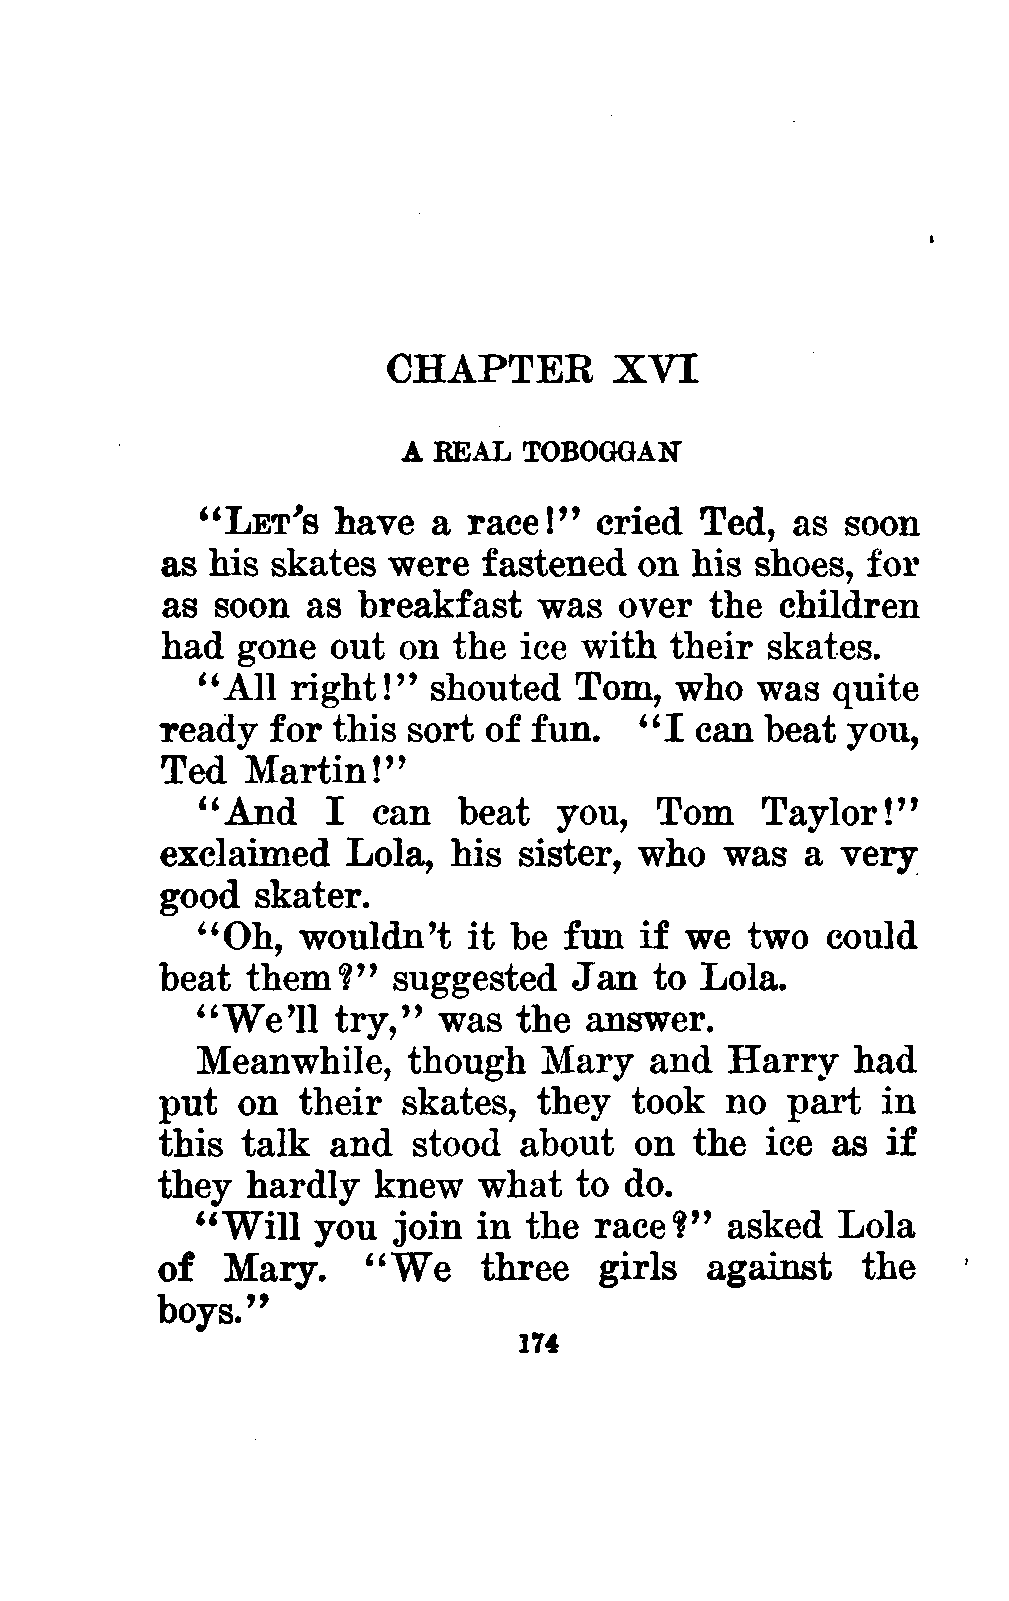 CHAPTER XVI
A REAL TOBOGGAN
“LET’S have a race!” cried Ted, as soon
as his skates were fastened on his shoes, for
as soon as breakfast was over the children
had gone out on the ice with their skates.
“All right!” shouted Tom, who was quite
ready for this sort of fun. “I can beat you,
Ted Martin!”
“And I can beat you, Tom Taylor!”
exclaimed Lola, his sister, who was a very
good skater.
“Oh, wouldn’t it be fun if we two could
beat them?” suggested Jan to Lola.
“We’ll try,” was the answer.
Meanwhile, though Mary and Harry had
put on their skates, they took no part in
this talk and stood about on the ice as if
they hardly knew what to do.
“Will you join in the race?” asked Lola
of Mary. “We three girls against the
boys.”
174